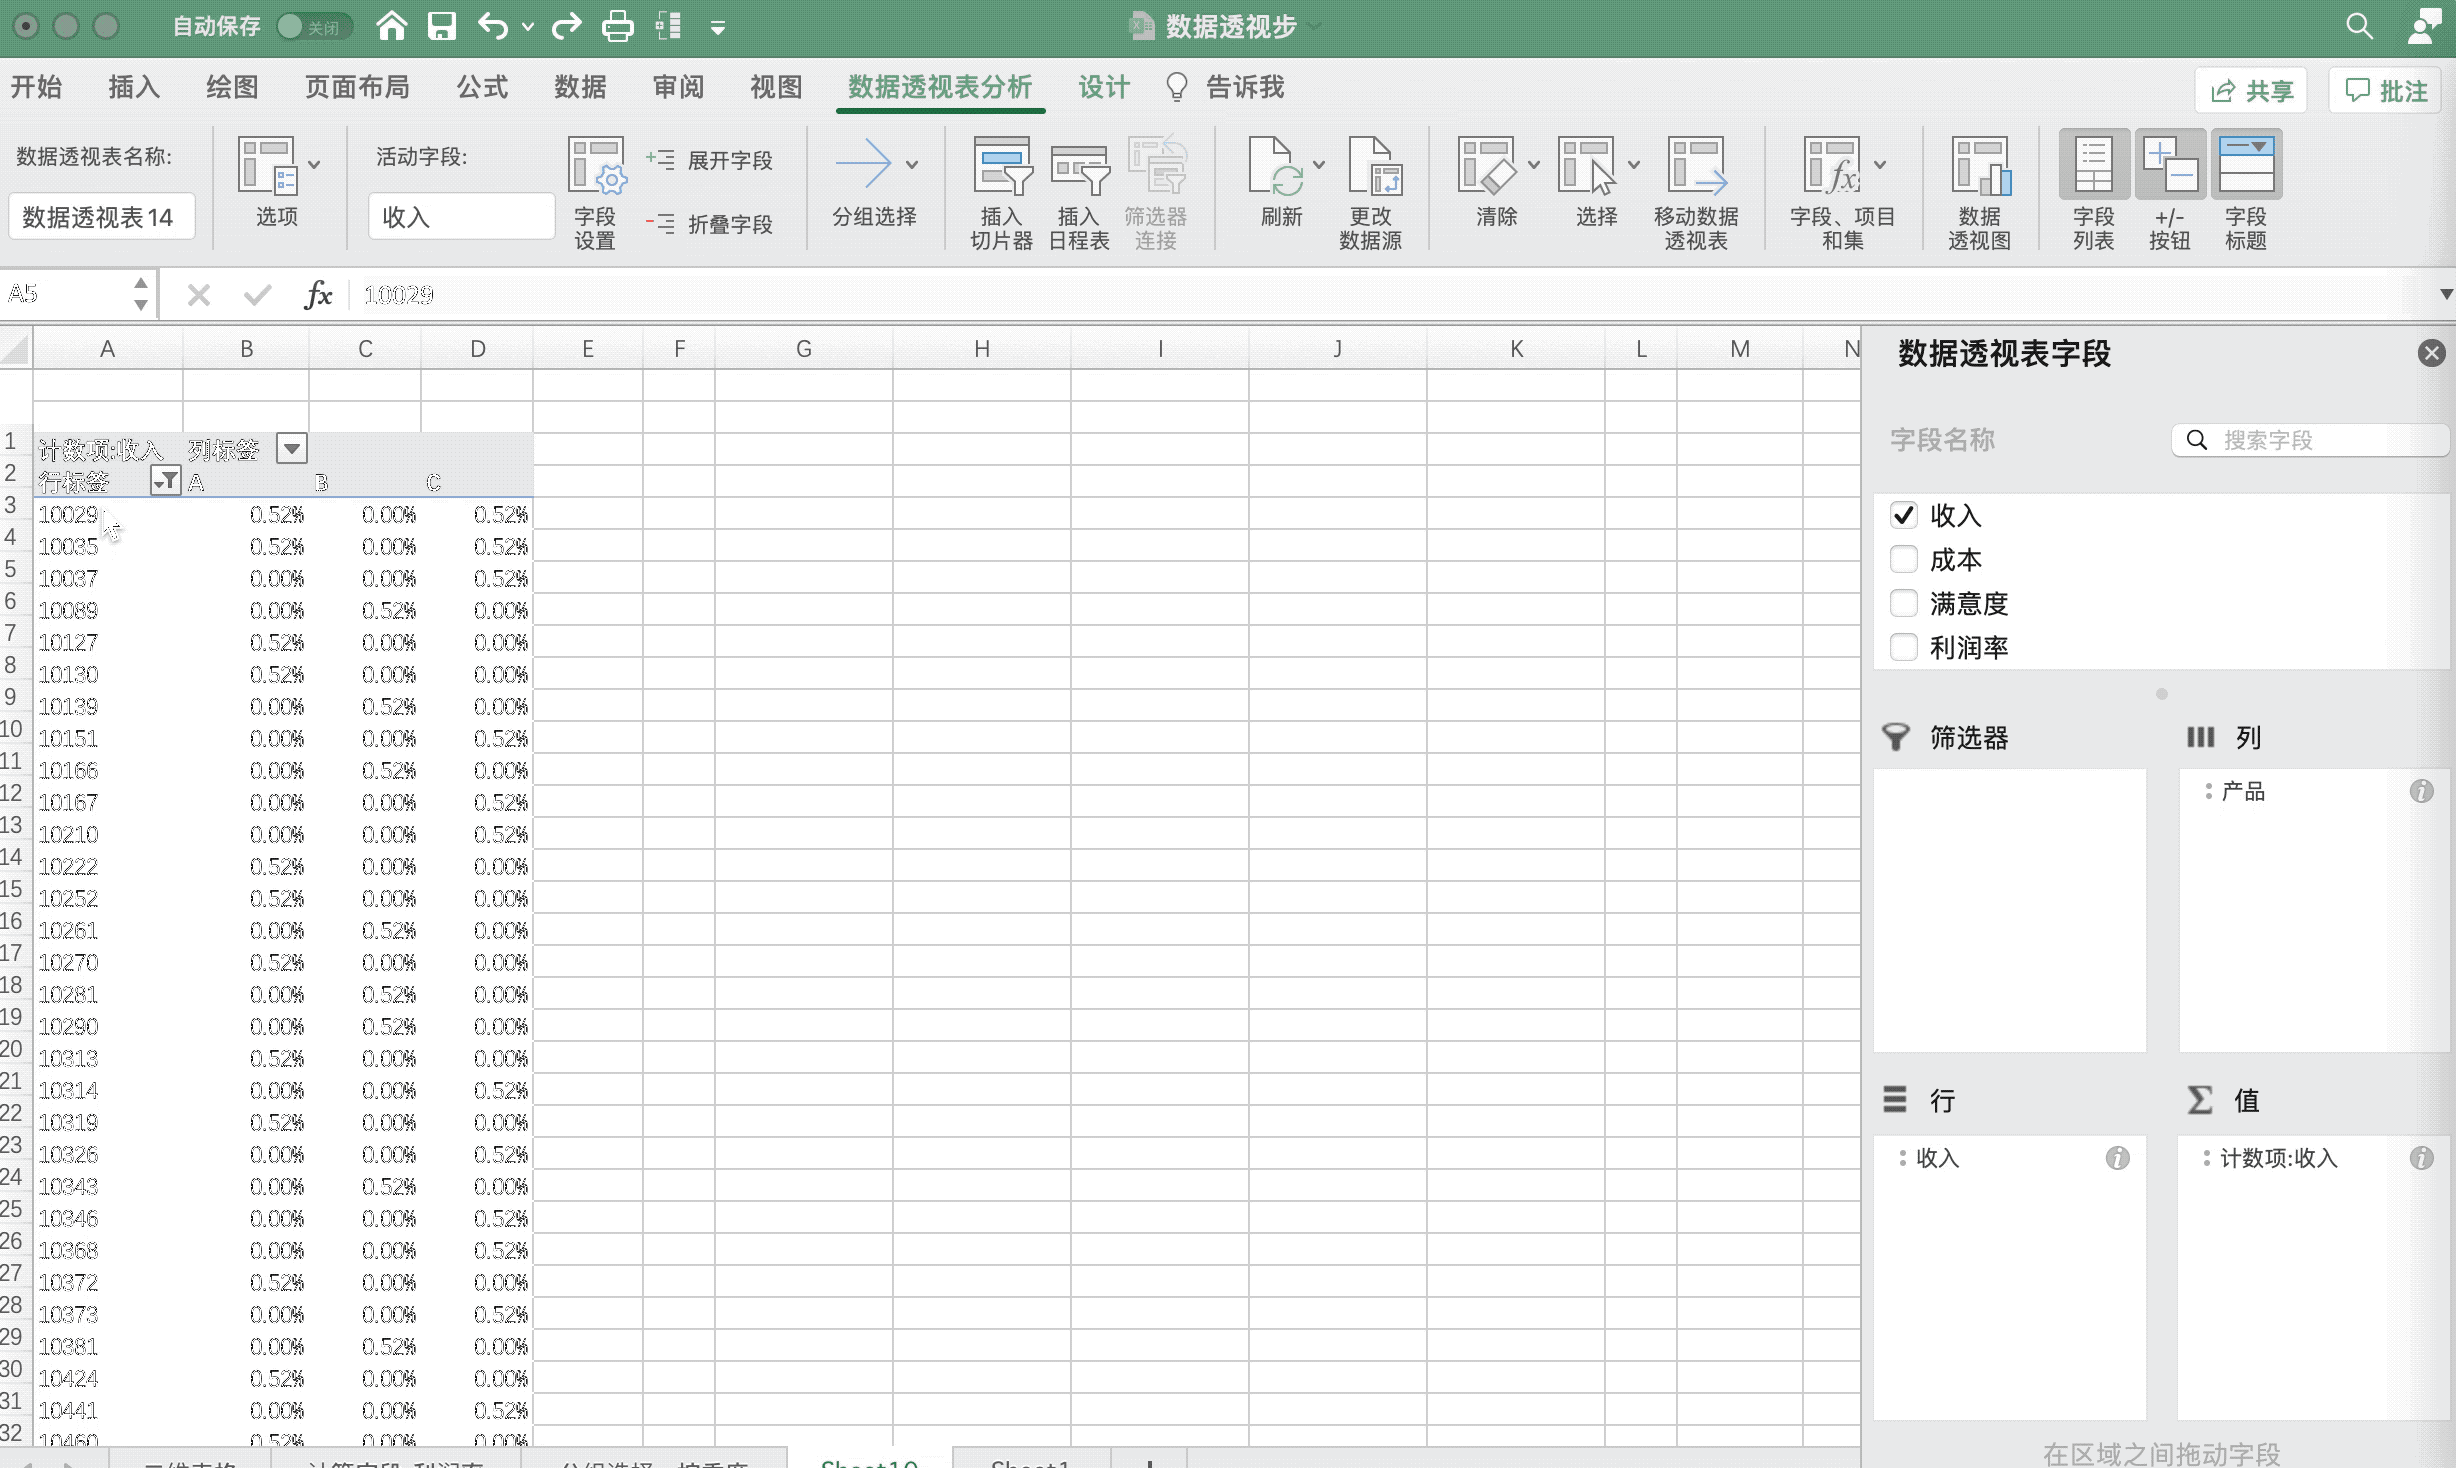 自动保存 关闭 数据透视步
开始 插入 绘图 页面布局 公式 数据 审阅 视图 数据透视表分析 设计 告诉我 共享 批注
数据透视表名称: 活动字段: 展开字段
数据透视表14 选项 收入 字段设置 折叠字段 分组选择 插入切片器 插入日程表 筛选器连接 刷新 更改数据源 清除 选择 移动数据透视表 字段、项目和集 数据透视图 字段列表 +/-按钮 字段标题
A5 fx 10029
A B C D E F G H I J K L M N
1 计数项:收入 列标签
2 行标签 A B C
3 10029 0.52% 0.00% 0.52%
4 10035 0.52% 0.00% 0.52%
5 10037 0.00% 0.00% 0.52%
6 10089 0.00% 0.52% 0.00%
7 10127 0.52% 0.00% 0.00%
8 10130 0.52% 0.00% 0.00%
9 10139 0.00% 0.52% 0.00%
10 10151 0.00% 0.00% 0.52%
11 10166 0.00% 0.52% 0.00%
12 10167 0.00% 0.00% 0.52%
13 10210 0.00% 0.00% 0.52%
14 10222 0.52% 0.00% 0.00%
15 10252 0.52% 0.00% 0.00%
16 10261 0.00% 0.52% 0.00%
17 10270 0.52% 0.00% 0.00%
18 10281 0.00% 0.52% 0.00%
19 10290 0.00% 0.52% 0.00%
20 10313 0.52% 0.00% 0.00%
21 10314 0.00% 0.00% 0.52%
22 10319 0.52% 0.00% 0.00%
23 10326 0.00% 0.00% 0.52%
24 10343 0.00% 0.52% 0.00%
25 10346 0.00% 0.00% 0.52%
26 10368 0.00% 0.00% 0.52%
27 10372 0.52% 0.00% 0.00%
28 10373 0.00% 0.00% 0.52%
29 10381 0.00% 0.52% 0.00%
30 10424 0.52% 0.00% 0.00%
31 10441 0.00% 0.00% 0.52%
32 10460 0.52% 0.00% 0.00%
Sheet10 Sheet1
数据透视表字段
字段名称 搜索字段
收入
成本
满意度
利润率
筛选器 列
产品
行 值
收入 计数项:收入
在区域之间拖动字段